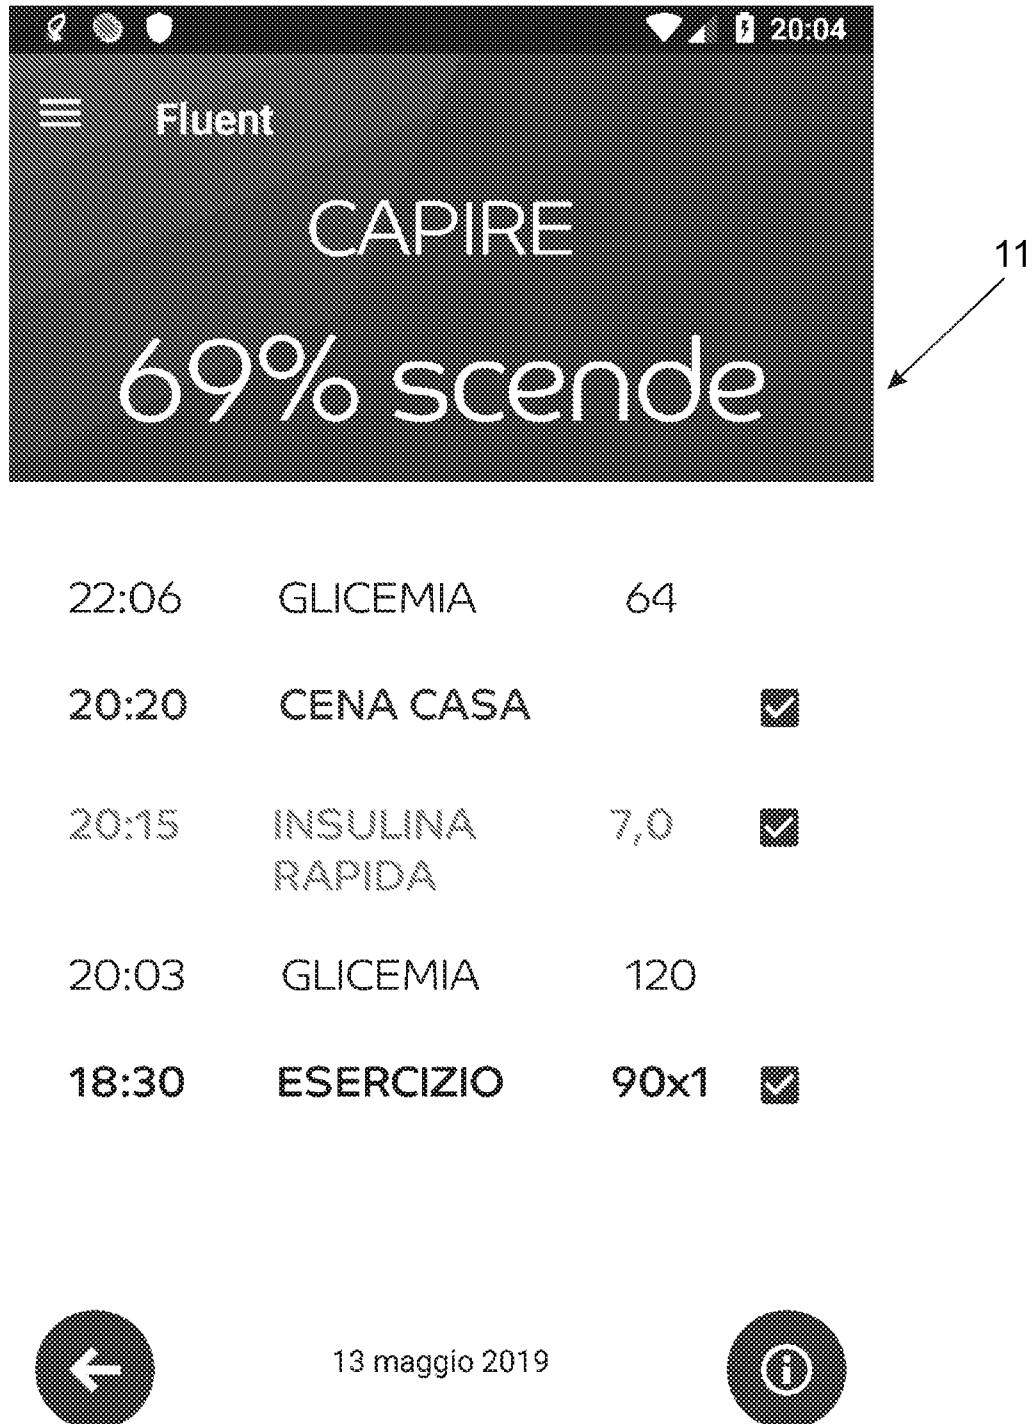 20:04
Fluent
CAPIRE
11
69% scende
22:06 GLICEMIA 64
20:20 CENA CASA
20:15 INSULINA 7,0
RAPIDA
20:03 GLICEMIA 120
18:30 ESERCIZIO 90x1
13 maggio 2019